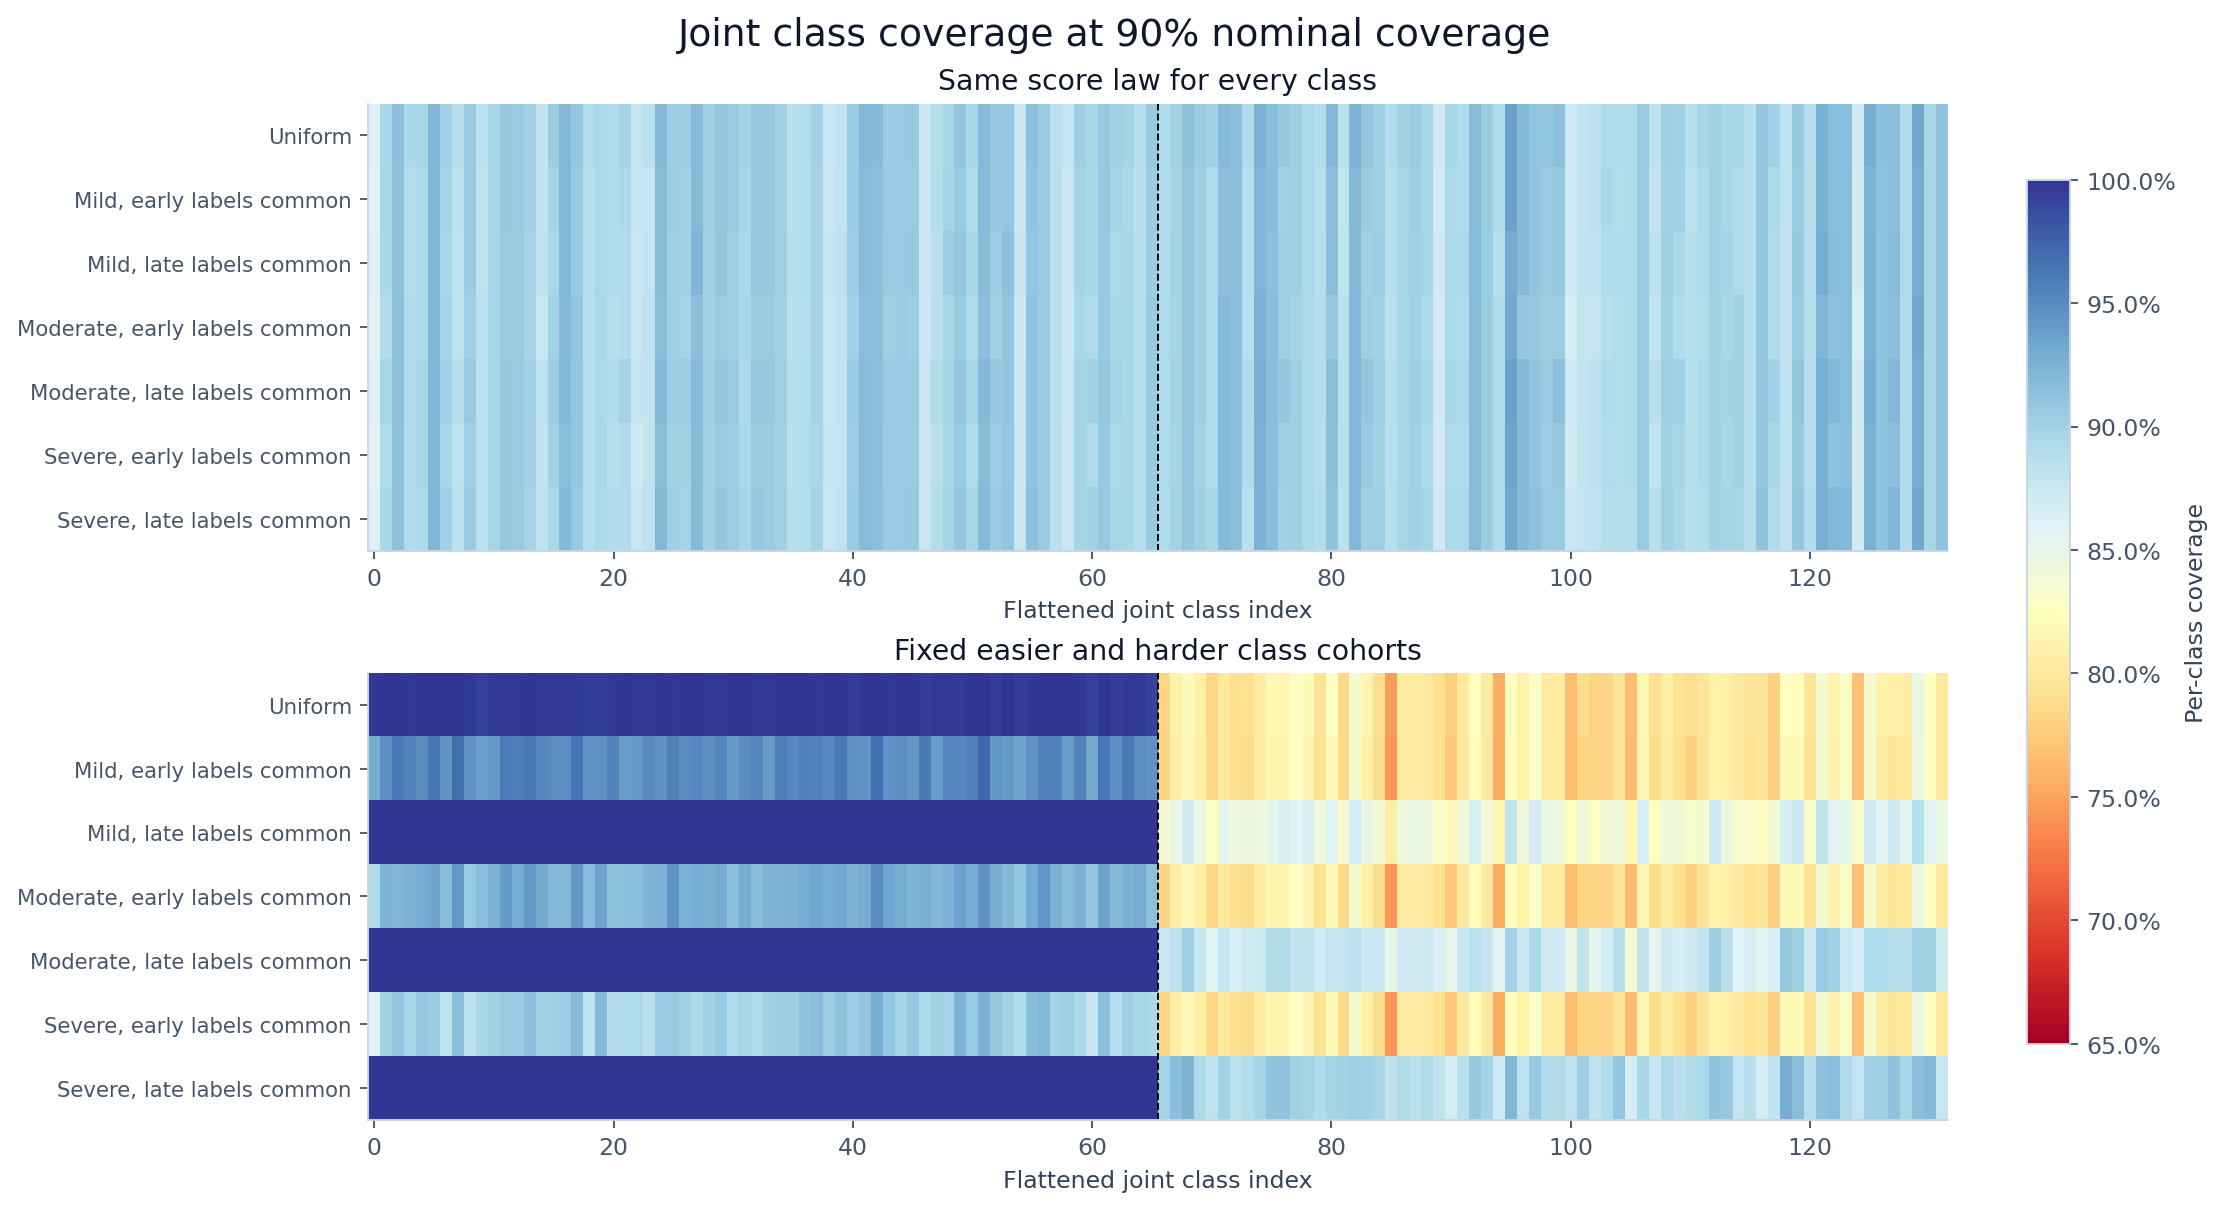 Joint class coverage at 90% nominal coverage
Same score law for every class
Uniform
Mild, early labels common
Mild, late labels common
Moderate, early labels common
Moderate, late labels common
Severe, early labels common
Severe, late labels common
0 20 40 60 80 100 120
Flattened joint class index
Fixed easier and harder class cohorts
Uniform
Mild, early labels common
Mild, late labels common
Moderate, early labels common
Moderate, late labels common
Severe, early labels common
Severe, late labels common
0 20 40 60 80 100 120
Flattened joint class index
100.0%
95.0%
90.0%
85.0%
80.0%
75.0%
70.0%
65.0%
Per-class coverage